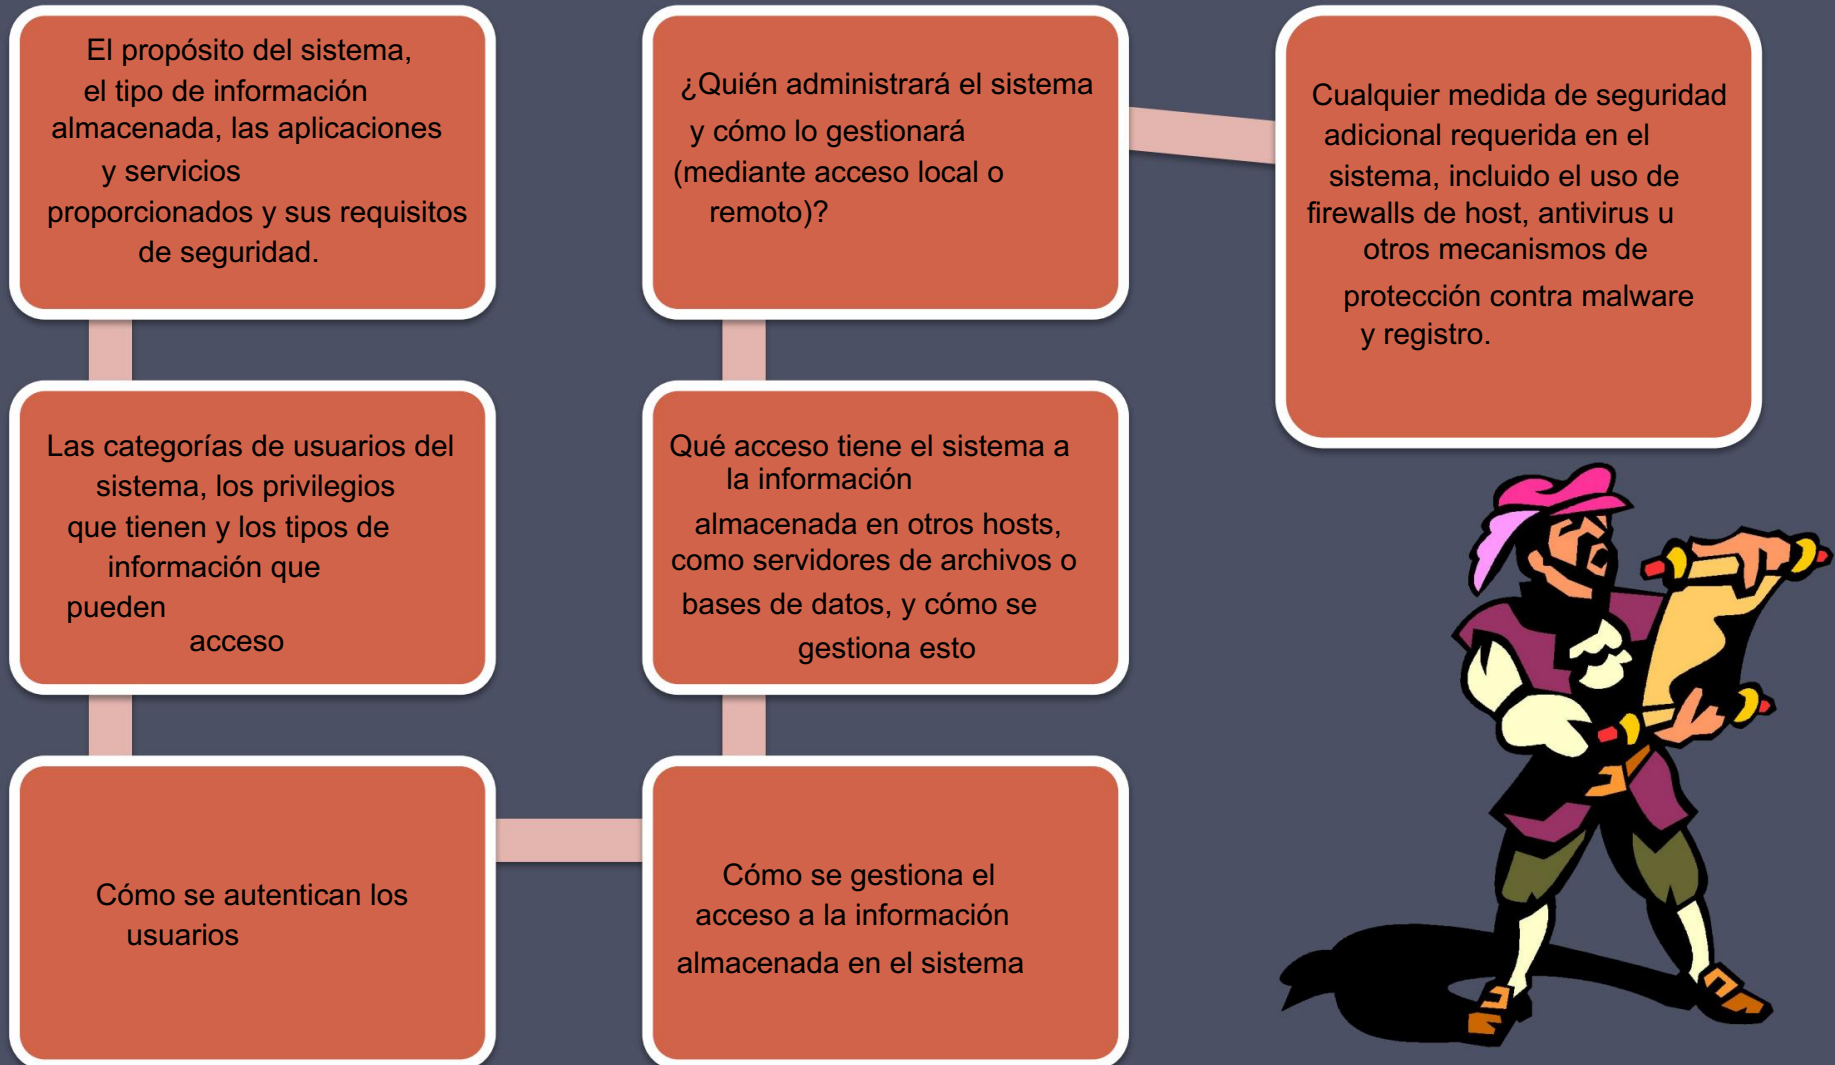 El propósito del sistema,
el tipo de información
almacenada, las aplicaciones
y servicios
proporcionados y sus requisitos
de seguridad.
Las categorías de usuarios del
sistema, los privilegios
que tienen y los tipos de
información que
pueden
acceso
Cómo se autentican los
usuarios
Cómo se gestiona el
acceso a la información
almacenada en el sistema
Qué acceso tiene el sistema a
la información
almacenada en otros hosts,
como servidores de archivos o
bases de datos, y cómo se
gestiona esto
¿Quién administrará el sistema
y cómo lo gestionará
(mediante acceso local o
remoto)?
Cualquier medida de seguridad
adicional requerida en el
sistema, incluido el uso de
firewalls de host, antivirus u
otros mecanismos de
protección contra malware
y registro.